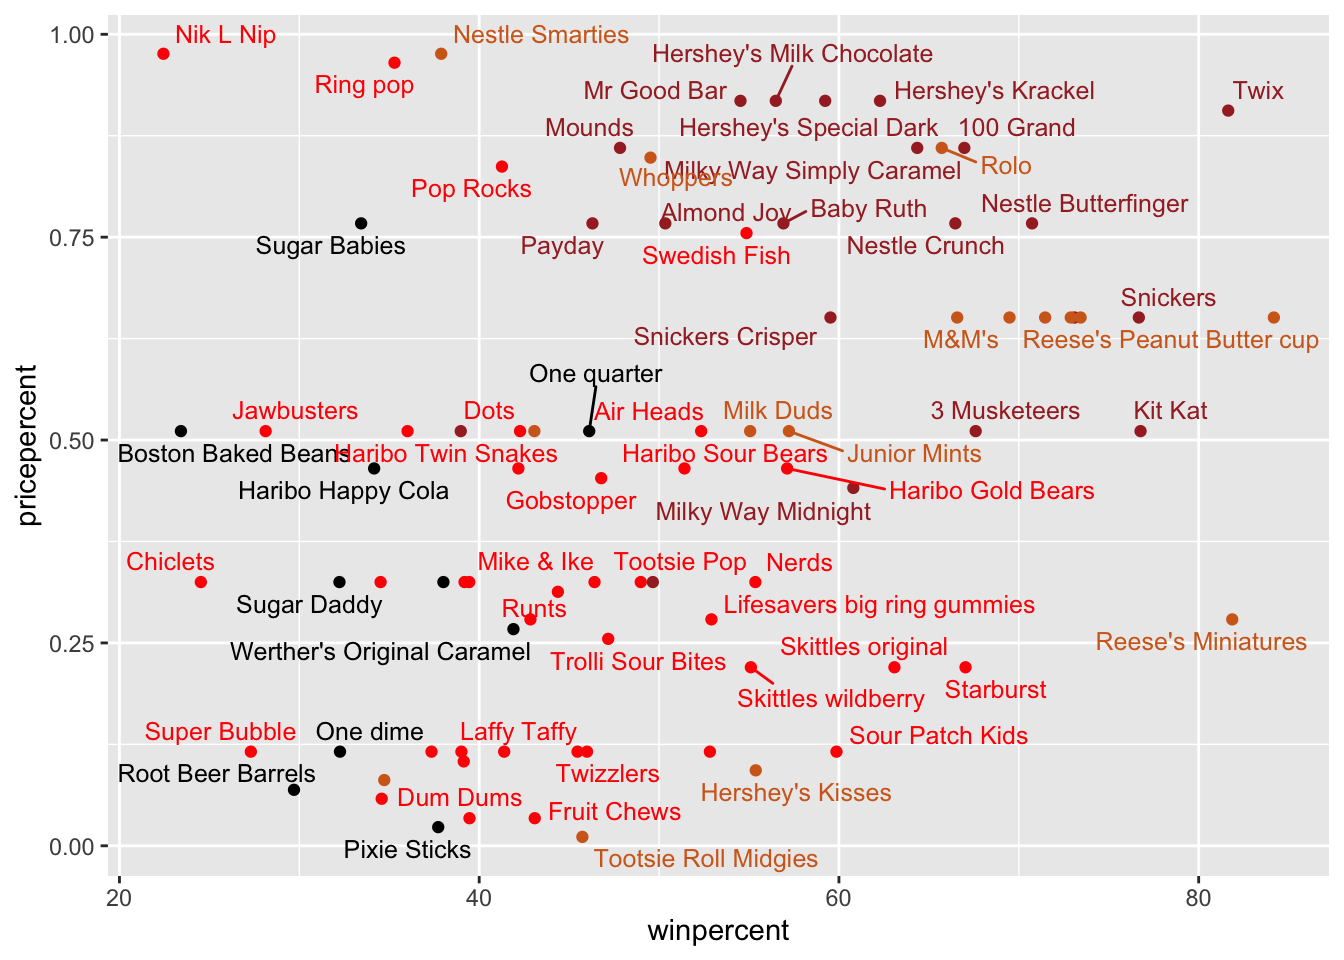 1.00
Nik L Nip
Nestle Smarties
Hershey's Milk Chocolate
Ring pop
Mr Good Bar
Hershey's Krackel
Twix
Mounds
Hershey's Special Dark
100 Grand
Whoppers
Milky Way Simply Caramel
Rolo
Pop Rocks
Almond Joy
Baby Ruth
Nestle Butterfinger
0.75
Sugar Babies
Payday
Swedish Fish
Nestle Crunch
Snickers
Snickers Crisper
M&M's
Reese's Peanut Butter cup
One quarter
Jawbusters
Dots
Air Heads
Milk Duds
3 Musketeers
Kit Kat
0.50
Boston Baked Beans
Haribo Twin Snakes
Haribo Sour Bears
Junior Mints
Haribo Happy Cola
Gobstopper
Haribo Gold Bears
Milky Way Midnight
pricepercent
Chiclets
Mike & Ike
Tootsie Pop
Nerds
Sugar Daddy
Runts
Lifesavers big ring gummies
0.25
Werther's Original Caramel
Trolli Sour Bites
Skittles original
Reese's Miniatures
Skittles wildberry
Starburst
Super Bubble
One dime
Laffy Taffy
Sour Patch Kids
Root Beer Barrels
Twizzlers
Hershey's Kisses
Dum Dums
Fruit Chews
0.00
Pixie Sticks
Tootsie Roll Midgies
20
40
60
80
winpercent